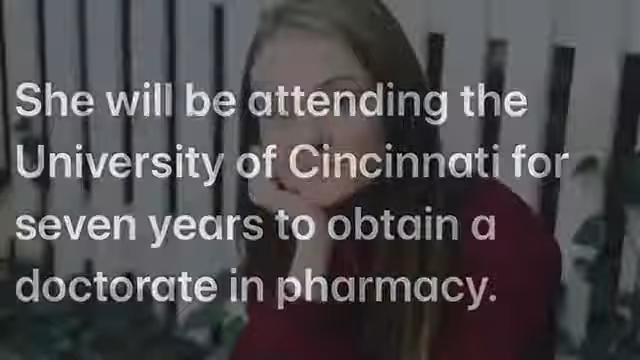 She will be attending the
University of Cincinnati for
seven years to obtain a
doctorate in pharmacy.